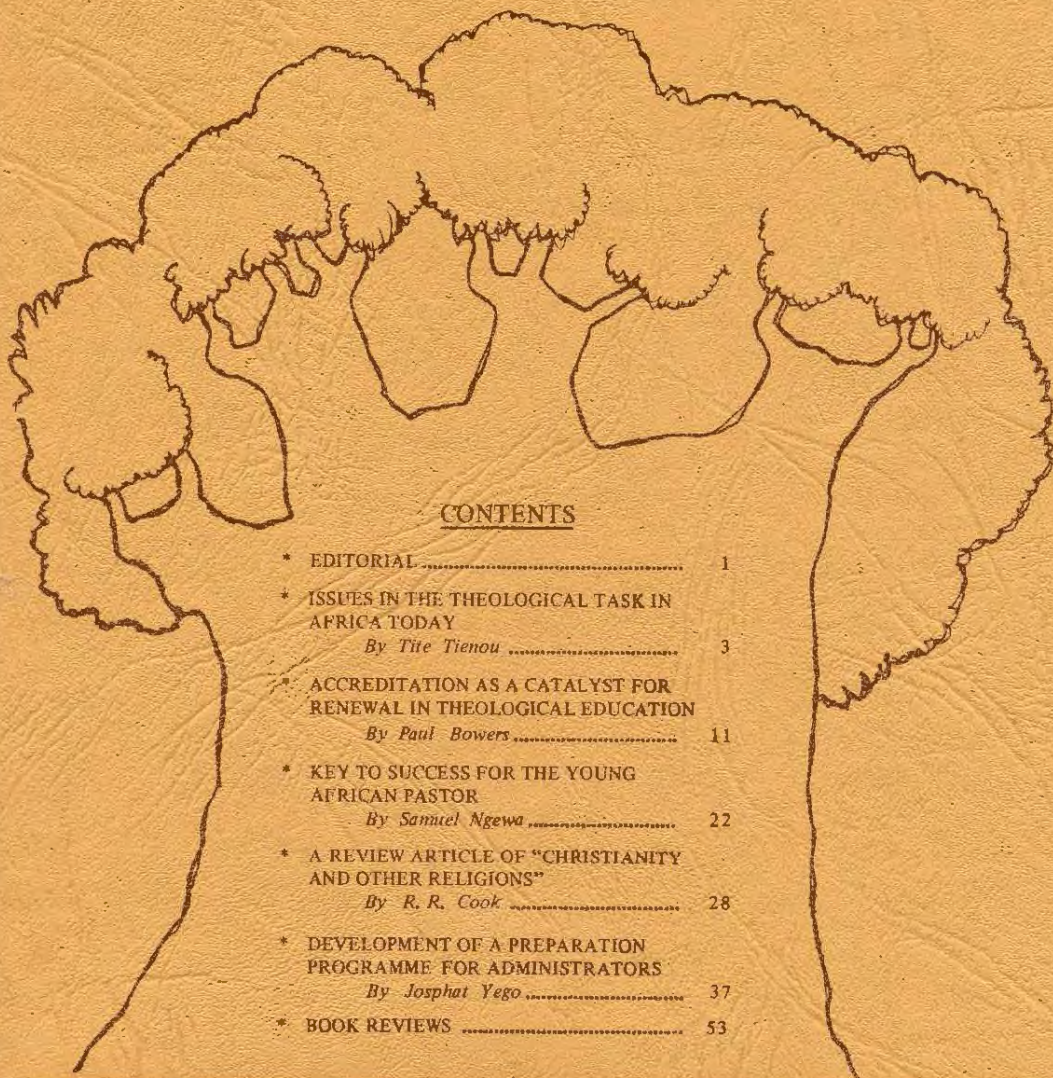 CONTENTS
* EDITORIAL ........................................ 1
* ISSUES IN THE THEOLOGICAL TASK IN
AFRICA TODAY
By Tite Tienou .......................... 3
* ACCREDITATION AS A CATALYST FOR
RENEWAL IN THEOLOGICAL EDUCATION
By Paul Bowers ......................... 11
* KEY TO SUCCESS FOR THE YOUNG
AFRICAN PASTOR
By Samuel Ngewa ...................... 22
* A REVIEW ARTICLE OF "CHRISTIANITY
AND OTHER RELIGIONS"
By R. R. Cook ......................... 28
* DEVELOPMENT OF A PREPARATION
PROGRAMME FOR ADMINISTRATORS
By Josphat Yego ....................... 37
* BOOK REVIEWS ................................. 53